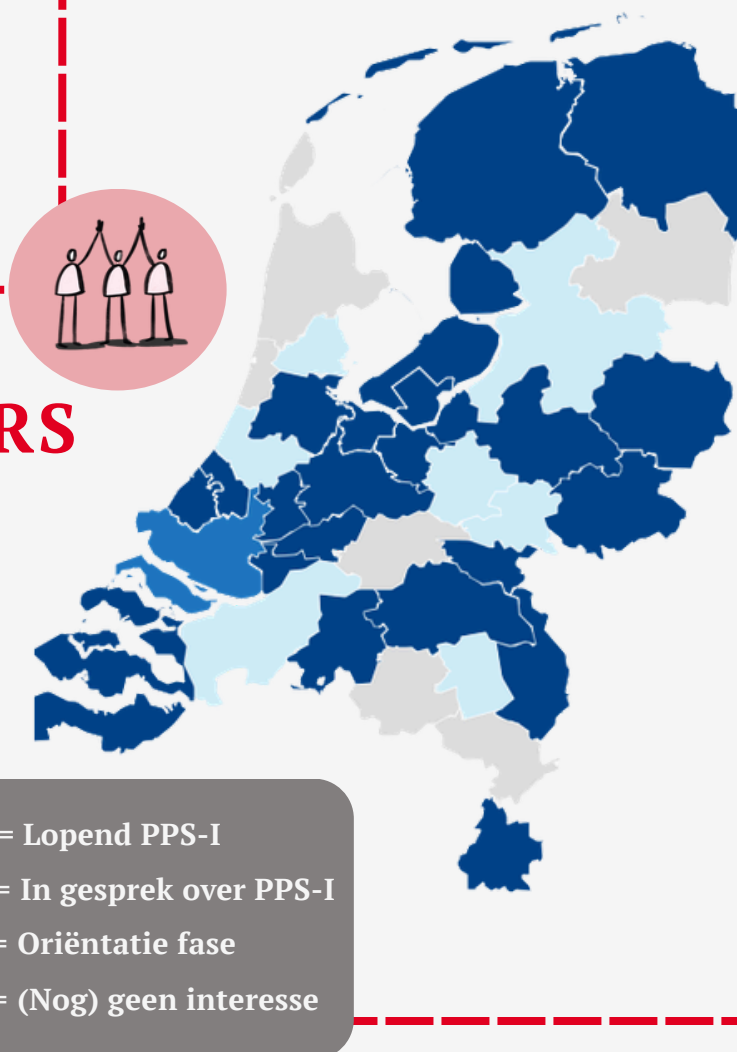 RS
= Lopend PPS-I
= In gesprek over PPS-I
= Oriëntatie fase
= (Nog) geen interesse